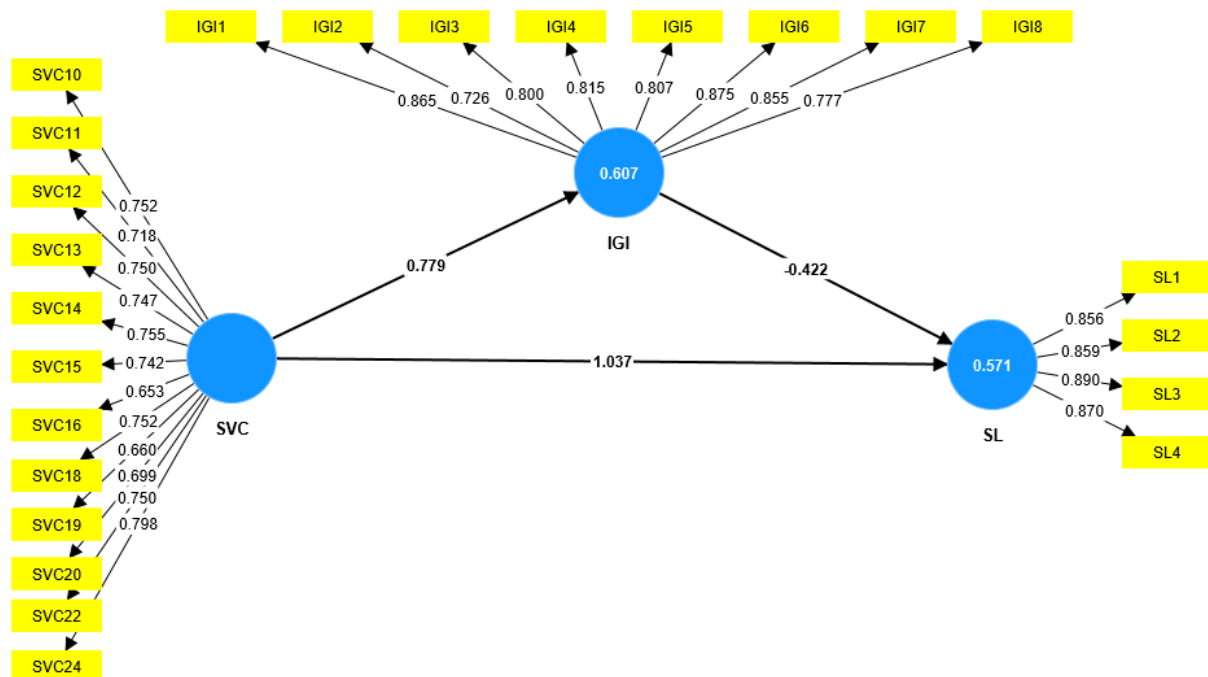 IGI1 IGI2 IGI3 IGI4 IGI5 IGI6 IGI7 IGI8
0.865 0.726 0.800 0.815 0.807 0.875 0.855 0.777
SVC10
SVC11
SVC12
SVC13
SVC14
SVC15
SVC16
SVC18
SVC19
SVC20
SVC22
SVC24
0.752
0.718
0.750
0.747
0.755
0.742
0.653
0.752
0.660
0.699
0.750
0.798
SVC
0.779
0.607
IGI
-0.422
1.037
0.571
SL
0.856
0.859
0.890
0.870
SL1
SL2
SL3
SL4